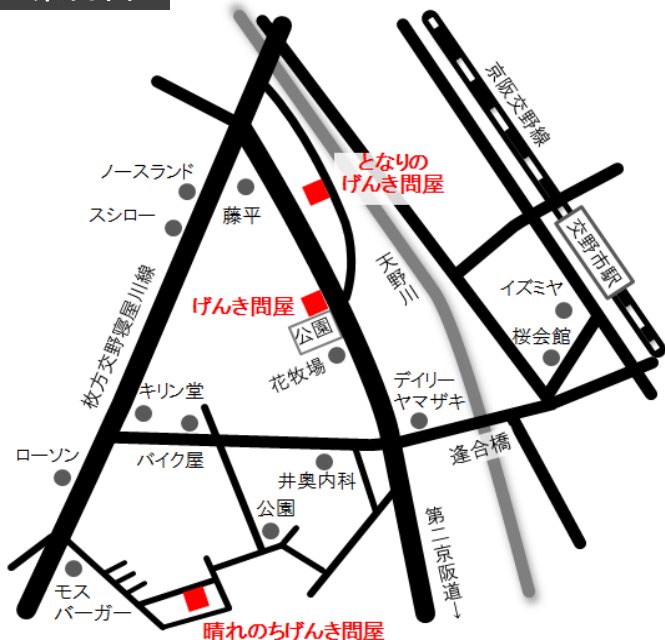 京阪交野線
となりの
げんき問屋
ノースランド
スシロー
藤平
交野市駅
天野川
イズミヤ
げんき問屋
公園
桜会館
枚方交野寝屋川線
花牧場
デイリー
ヤマザキ
キリン堂
バイク屋
逢合橋
ローソン
井奥内科
公園
第二京阪道→
モス
バーガー
晴れのちげんき問屋